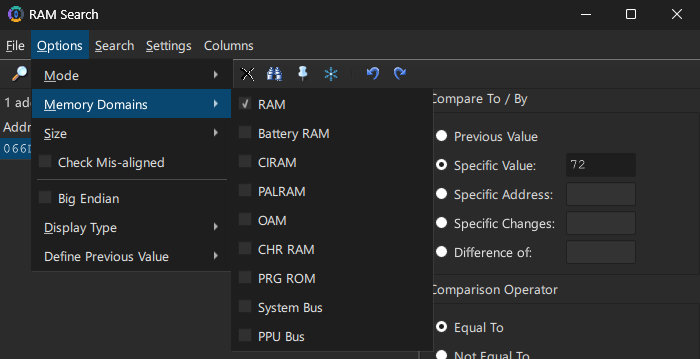 RAM Search
File Options Search Settings Columns
Mode
1 add
Memory Domains
Addr
Size
066
Check Mis-aligned
Big Endian
Display Type
Define Previous Value
RAM
Battery RAM
CIRAM
PALRAM
OAM
CHR RAM
PRG ROM
System Bus
PPU Bus
Compare To / By
Previous Value
Specific Value: 72
Specific Address:
Specific Changes:
Difference of:
Comparison Operator
Equal To
Not Equal To